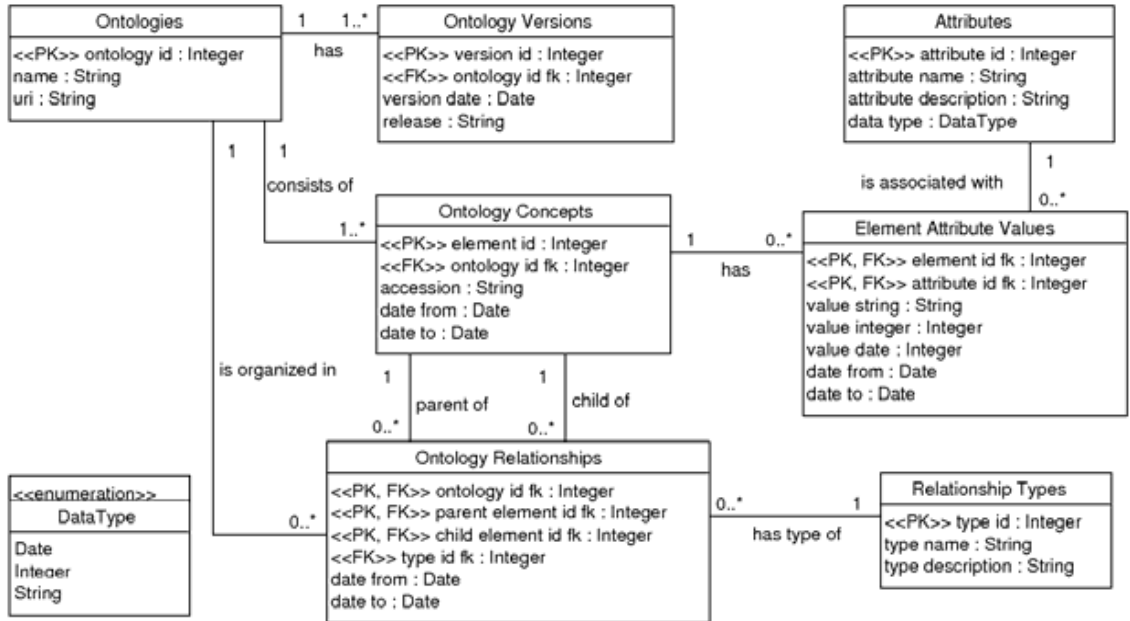 Ontologies
<<PK>> ontology id : Integer
name : String
uri : String
1
1..*
has
Ontology Versions
<<PK>> version id : Integer
<<FK>> ontology id fk : Integer
version date : Date
release : String
Attributes
<<PK>> attribute id : Integer
attribute name : String
attribute description : String
data type : DataType
1
1
consists of
1..*
1
is associated with
0..*
Ontology Concepts
<<PK>> element id : Integer
<<FK>> ontology id fk : Integer
accession : String
date from : Date
date to : Date
1
0..*
has
Element Attribute Values
<<PK, FK>> element id fk : Integer
<<PK, FK>> attribute id fk : Integer
value string : String
value integer : Integer
value date : Integer
date from : Date
date to : Date
is organized in
1
parent of
0..*
1
child of
0..*
<<enumeration>>
DataType
Date
Integer
String
0..*
Ontology Relationships
<<PK, FK>> ontology id fk : Integer
<<PK, FK>> parent element id fk : Integer
<<PK, FK>> child element id fk : Integer
<<FK>> type id fk : Integer
date from : Date
date to : Date
0..*
1
has type of
Relationship Types
<<PK>> type id : Integer
type name : String
type description : String